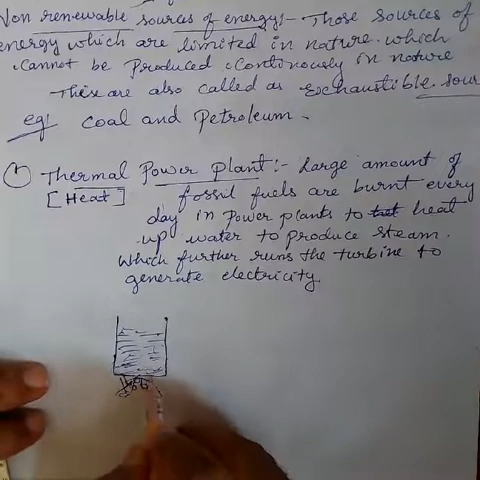 Non renewable sources of energy:- Those sources of
energy which are limited in nature. which
cannot be produced continously in nature
These are also called as exhaustible sour
eg: Coal and Petroleum.
① Thermal Power Plant:- Large amount of
[Heat] fossil fuels are burnt every
day in power plants to heat
up water to produce steam.
which further runs the turbine to
generate electricity.